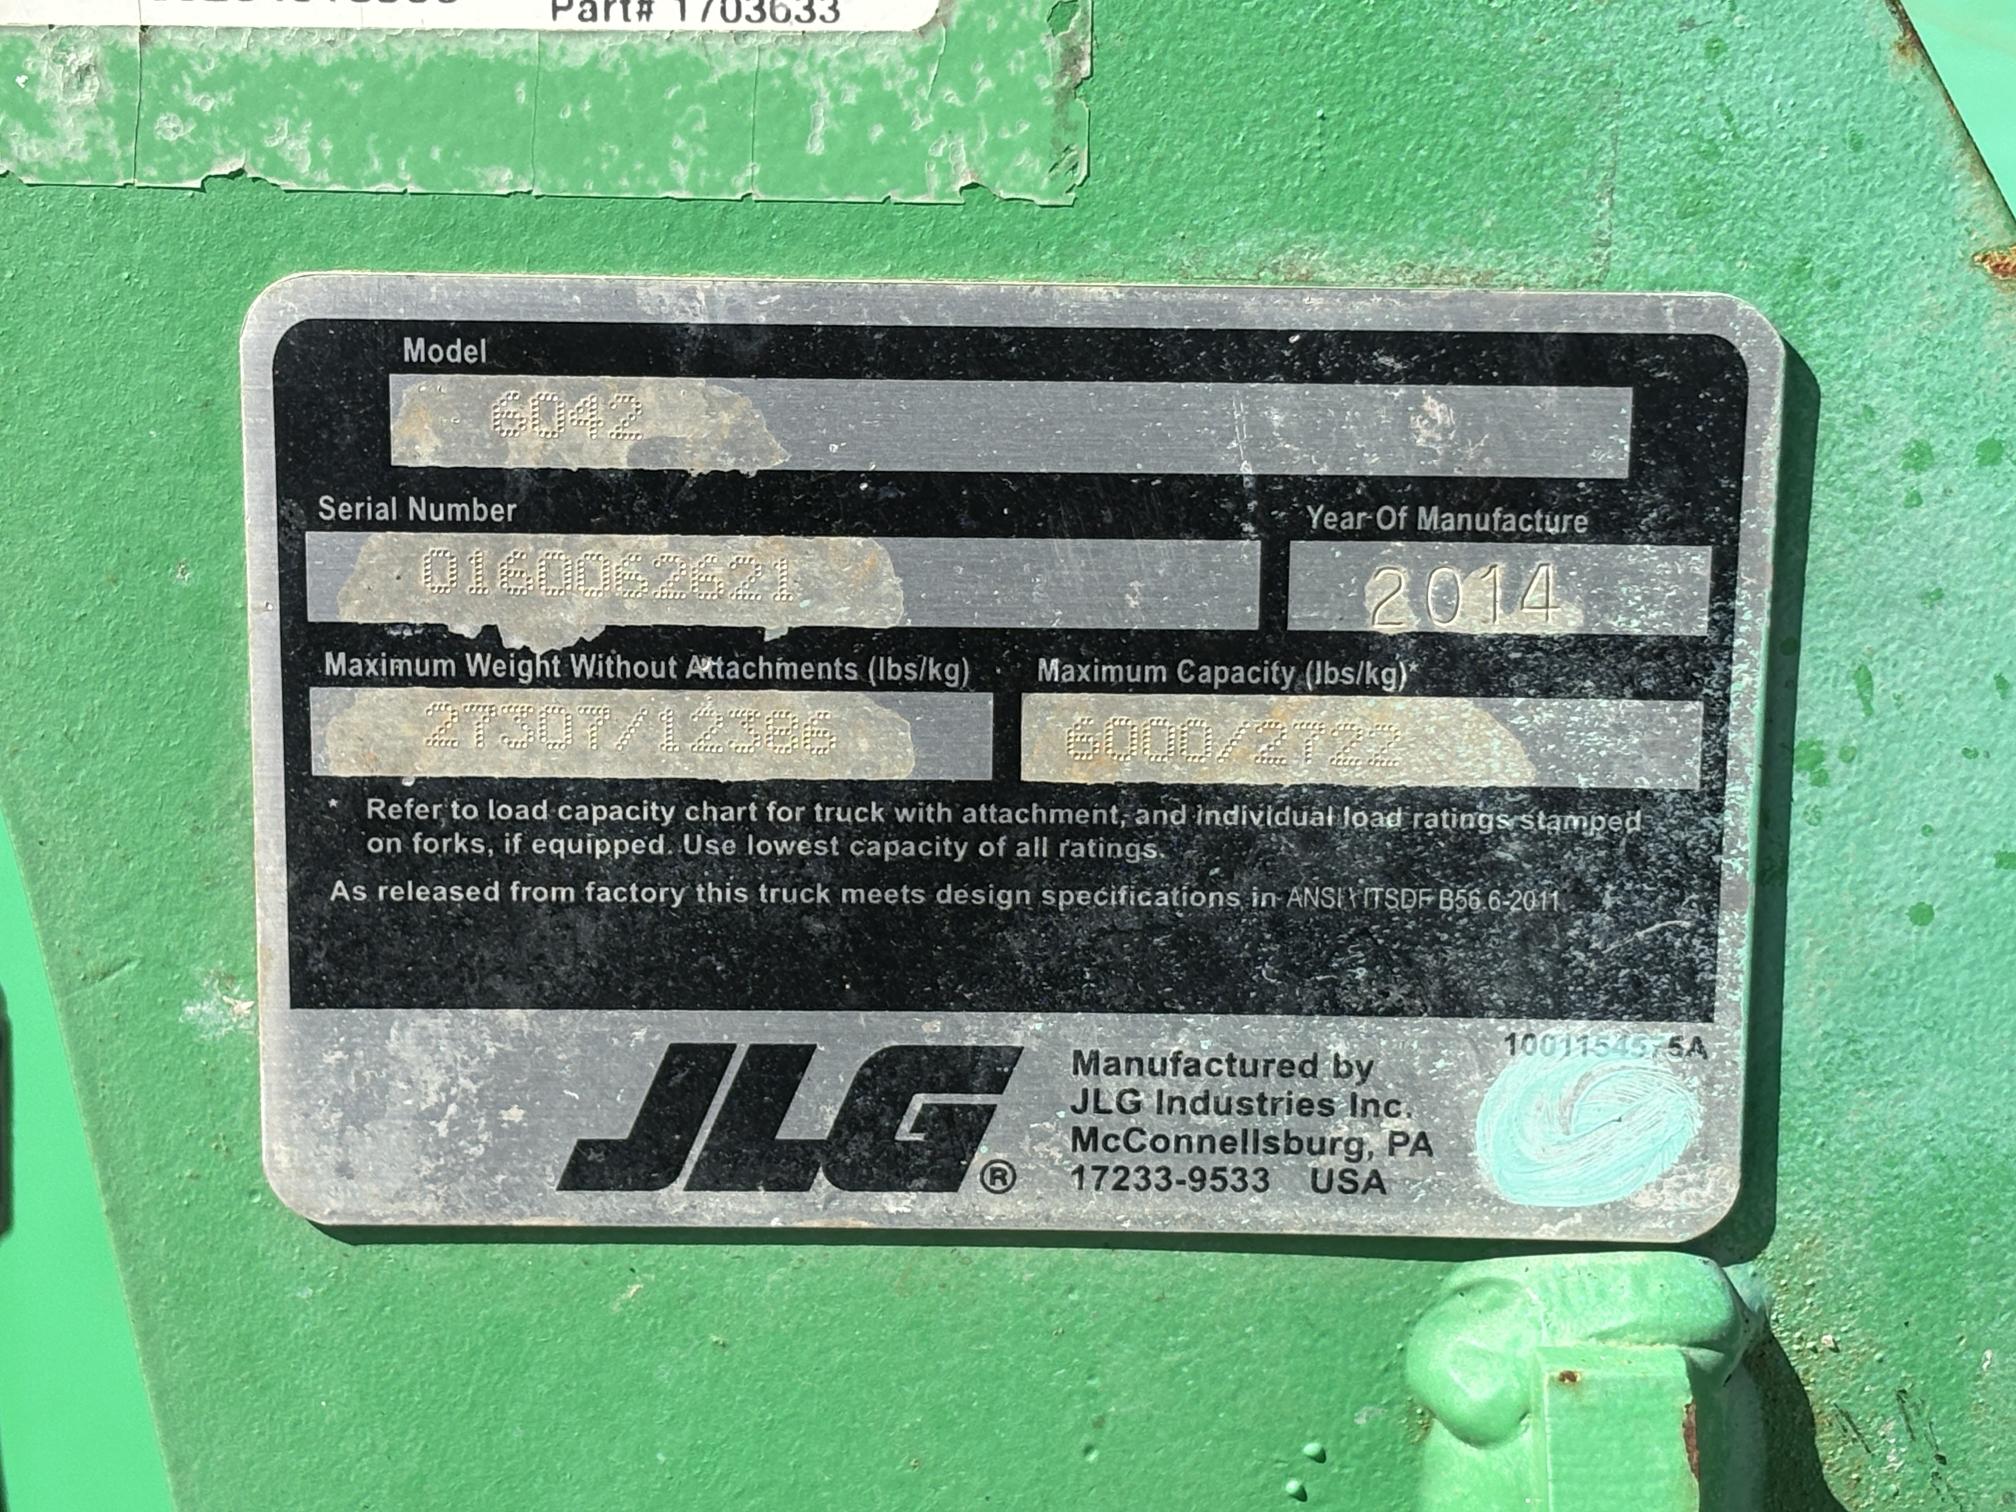 Part# 1703633
Model
6042
Serial Number
Year Of Manufacture
0160062621
2014
Maximum Weight Without Attachments (lbs/kg)
Maximum Capacity (lbs/kg)*
27307/12386
6000/2722
* Refer to load capacity chart for truck with attachment, and individual load ratings stamped
on forks, if equipped. Use lowest capacity of all ratings.
As released from factory this truck meets design specifications in ANSI/ITSDF B56.6-2011
1001154575A
JLG®
Manufactured by
JLG Industries Inc.
McConnellsburg, PA
17233-9533 USA